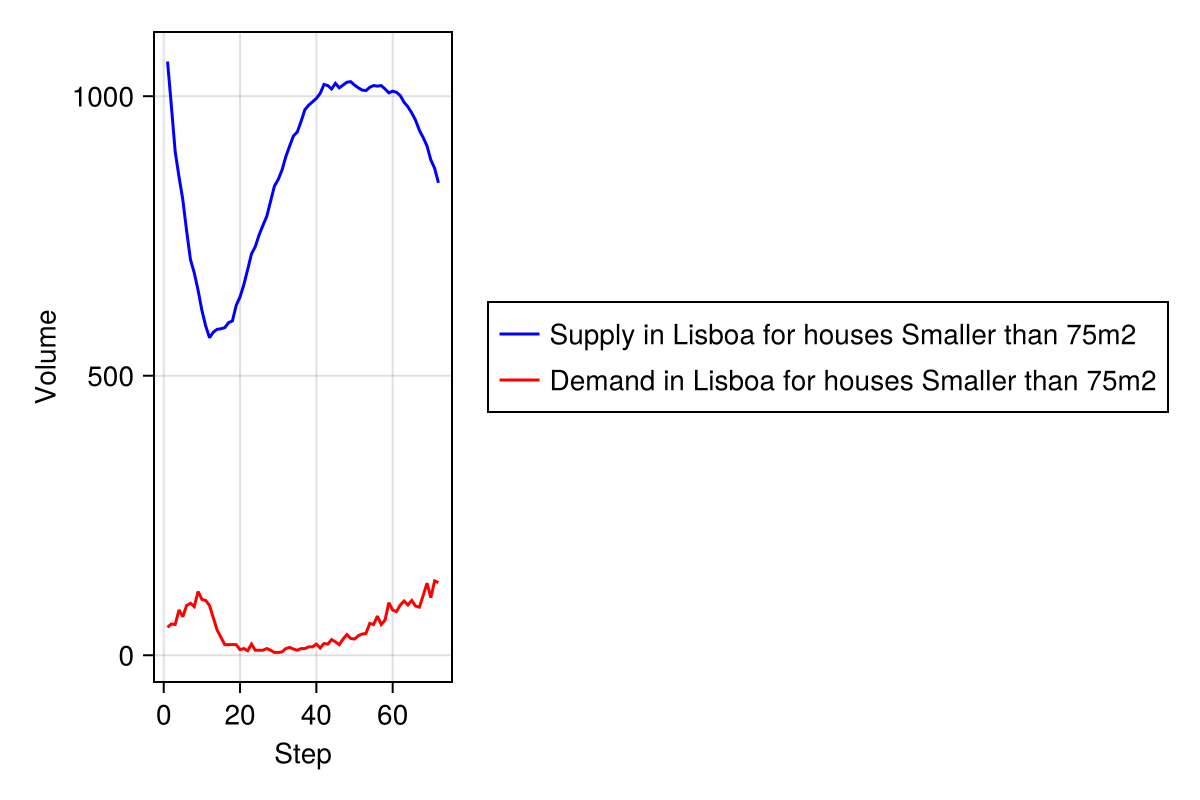 1000
500
0
Volume
0 20 40 60
Step
Supply in Lisboa for houses Smaller than 75m2
Demand in Lisboa for houses Smaller than 75m2